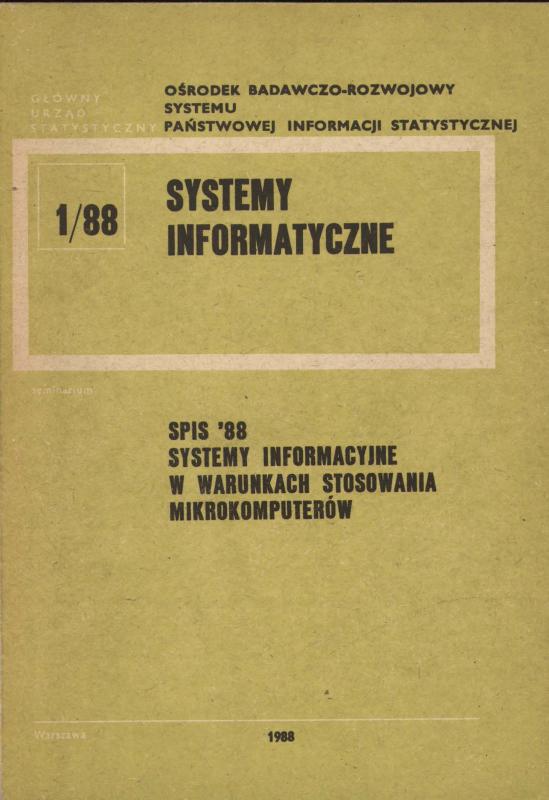 GŁÓWNY
URZĄD
STATYSTYCZNY
OŚRODEK BADAWCZO-ROZWOJOWY
SYSTEMU
PAŃSTWOWEJ INFORMACJI STATYSTYCZNEJ
1/88
SYSTEMY
INFORMATYCZNE
seminarium
SPIS '88
SYSTEMY INFORMACYJNE
W WARUNKACH STOSOWANIA
MIKROKOMPUTERÓW
Warszawa
1988